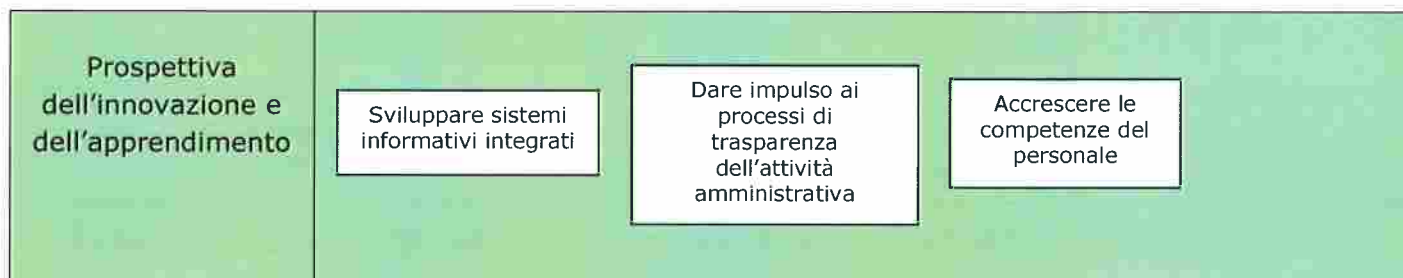 Prospettiva
dell'innovazione e
dell'apprendimento
Sviluppare sistemi
informativi integrati
Dare impulso ai
processi di
trasparenza
dell'attività
amministrativa
Accrescere le
competenze del
personale